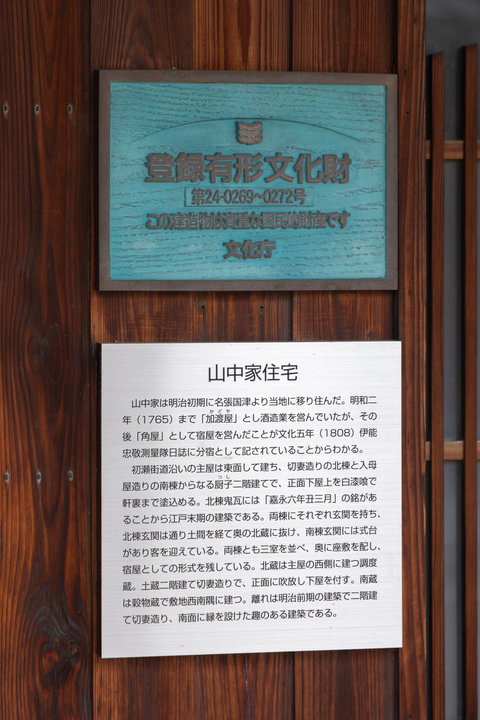 登録有形文化財
第24-0269～0272号
この建造物は貴重な国民的財産です
文化庁
山中家住宅
山中家は明治初期に名張国津より当地に移り住んだ。明和二
年（1765）まで「加渡屋」とし酒造業を営んでいたが、その
かどや
後「角屋」として宿屋を営んだことが文化五年（1808）伊能
忠敬測量隊日誌に分宿として記されていることからわかる。
初瀬街道沿いの主屋は東面して建ち、切妻造りの北棟と入母
屋造りの南棟からなる厨子二階建てで、正面下屋上を白漆喰で
つし
軒裏まで塗込める。北棟鬼瓦には「嘉永六年丑三月」の銘があ
ることから江戸末期の建築である。両棟にそれぞれ玄関を持ち、
北棟玄関は通り土間を経て奥の北蔵に抜け、南棟玄関には式台
があり客を迎えている。両棟とも三室を並べ、奥に座敷を配し、
宿屋としての形式を残している。北蔵は主屋の西側に建つ調度
蔵。土蔵二階建て切妻造りで、正面に吹放し下屋を付す。南蔵
は穀物蔵で敷地西南隅に建つ。離れは明治前期の建築で二階建
て切妻造り、南面に縁を設けた趣のある建築である。